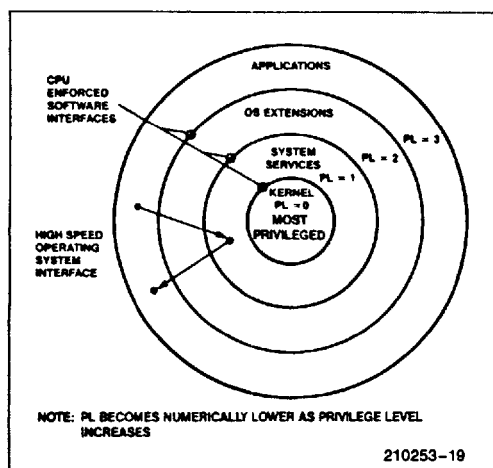 APPLICATIONS
CPU
ENFORCED
SOFTWARE
INTERFACES
OS EXTENSIONS
PL = 3
SYSTEM
SERVICES
PL = 2
PL = 1
KERNEL
PL = 0
MOST
PRIVILEGED
HIGH SPEED
OPERATING
SYSTEM
INTERFACE
NOTE: PL BECOMES NUMERICALLY LOWER AS PRIVILEGE LEVEL
INCREASES
210253-19